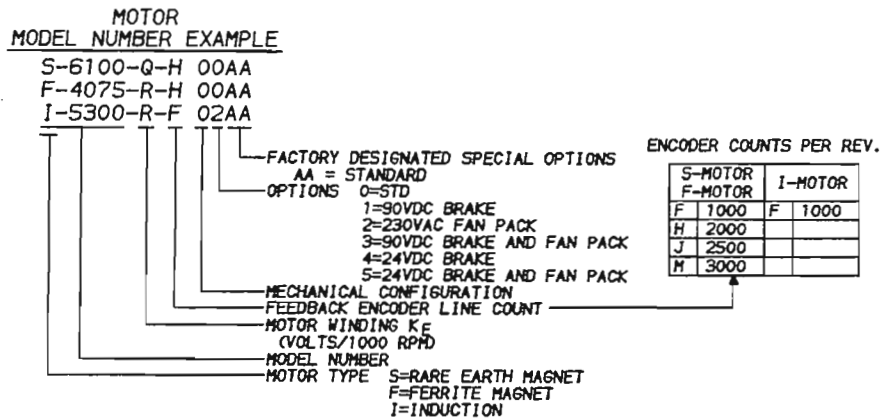 MOTOR
MODEL NUMBER EXAMPLE
S-6100-Q-H 00AA
F-4075-R-H 00AA
I-5300-R-F 02AA
FACTORY DESIGNATED SPECIAL OPTIONS
AA = STANDARD
OPTIONS 0=STD
1=90VDC BRAKE
2=230VAC FAN PACK
3=90VDC BRAKE AND FAN PACK
4=24VDC BRAKE
5=24VDC BRAKE AND FAN PACK
MECHANICAL CONFIGURATION
FEEDBACK ENCODER LINE COUNT
MOTOR WINDING KE
(VOLTS/1000 RPM)
MODEL NUMBER
MOTOR TYPE S=RARE EARTH MAGNET
F=FERRITE MAGNET
I=INDUCTION
ENCODER COUNTS PER REV.
S-MOTOR
F-MOTOR
I-MOTOR
F 1000 F 1000
H 2000
J 2500
M 3000